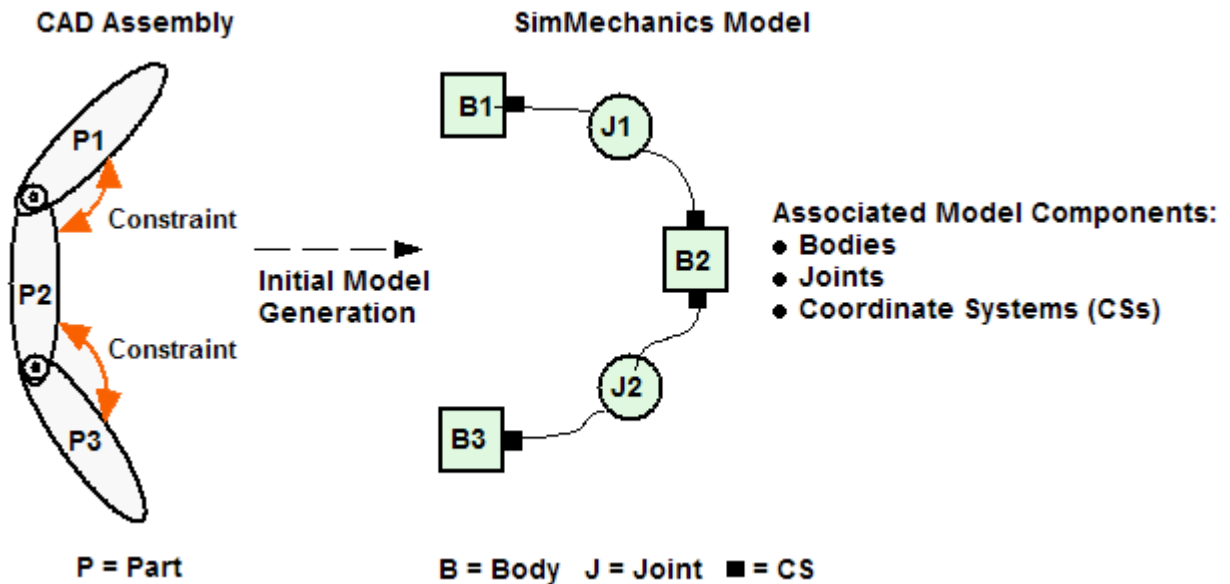 CAD Assembly
SimMechanics Model
P1
Constraint
P2
Constraint
P3
Initial Model
Generation
B1
J1
B2
J2
B3
Associated Model Components:
● Bodies
● Joints
● Coordinate Systems (CSs)
P = Part
B = Body J = Joint ■ = CS